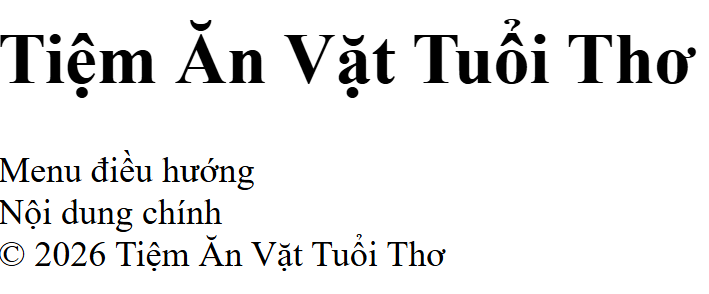 Tiệm Ăn Vặt Tuổi Thơ
Menu điều hướng
Nội dung chính
© 2026 Tiệm Ăn Vặt Tuổi Thơ